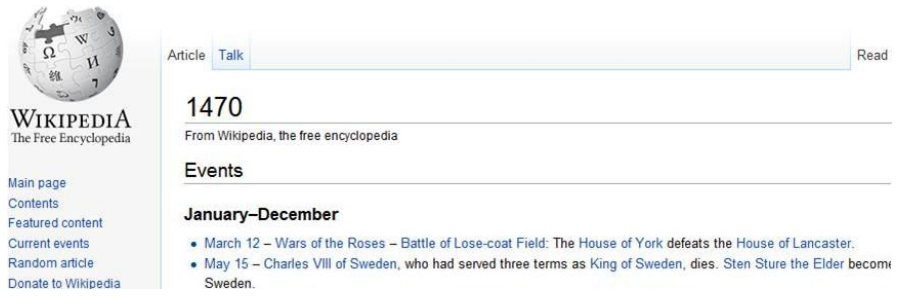 Ω W И 維 7
WIKIPEDIA
The Free Encyclopedia
Main page
Contents
Featured content
Current events
Random article
Donate to Wikipedia
Article Talk Read
1470
From Wikipedia, the free encyclopedia
Events
January–December
• March 12 – Wars of the Roses – Battle of Lose-coat Field: The House of York defeats the House of Lancaster.
• May 15 – Charles VIII of Sweden, who had served three terms as King of Sweden, dies. Sten Sture the Elder become
Sweden.